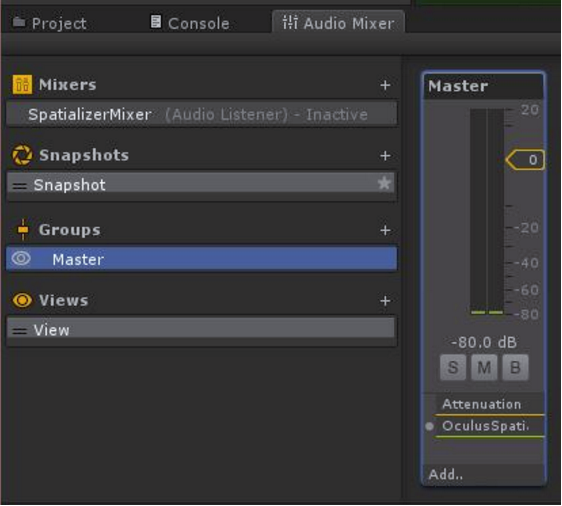 Project
Console
Audio Mixer
Mixers +
SpatializerMixer (Audio Listener) - Inactive
Snapshots +
Snapshot
Groups +
Master
Views +
View
Master
20
0
-20
-40
-60
-80
-80.0 dB
S M B
Attenuation
OculusSpati.
Add..